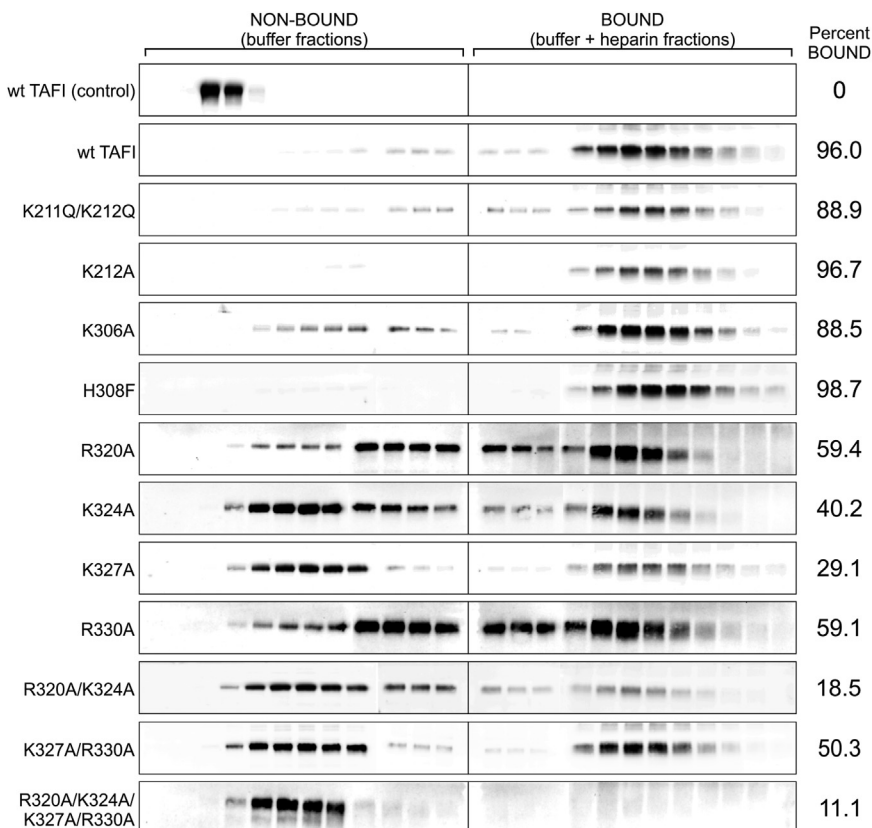 NON-BOUND
(buffer fractions)
BOUND
(buffer + heparin fractions)
Percent
BOUND
wt TAFI (control) 0
wt TAFI 96.0
K211Q/K212Q 88.9
K212A 96.7
K306A 88.5
H308F 98.7
R320A 59.4
K324A 40.2
K327A 29.1
R330A 59.1
R320A/K324A 18.5
K327A/R330A 50.3
R320A/K324A/
K327A/R330A 11.1